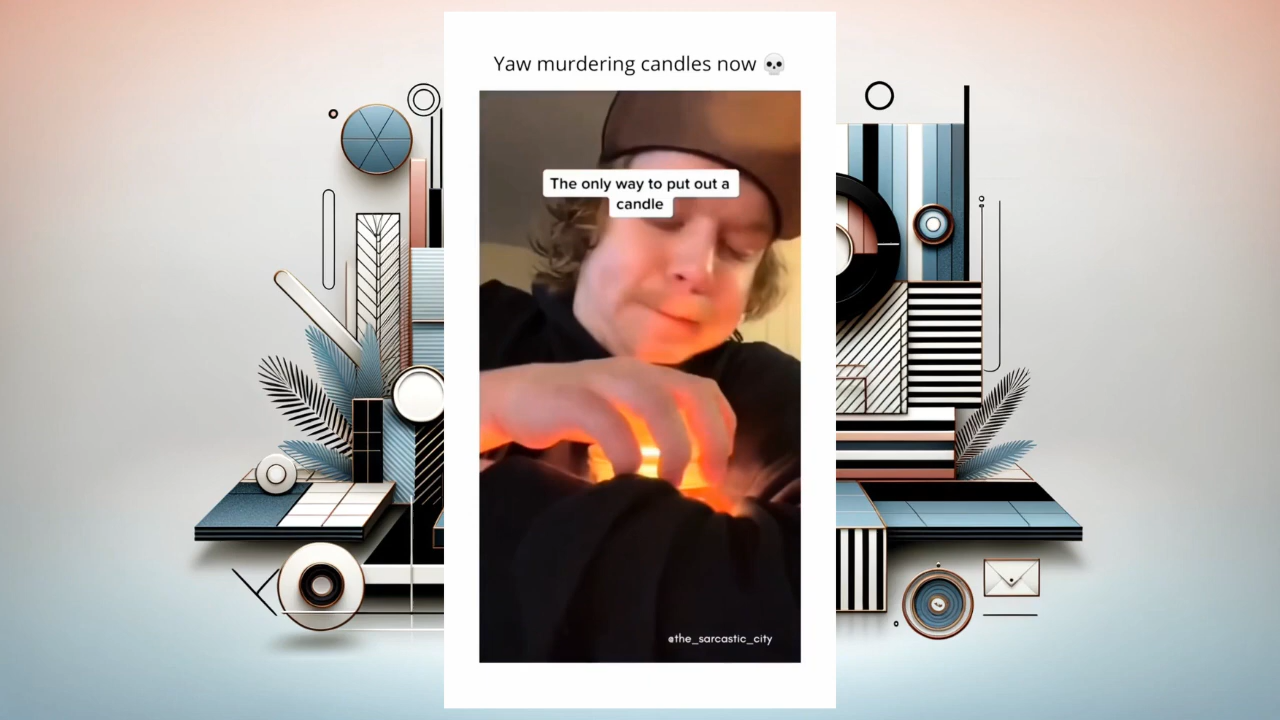 Yaw murdering candles now 💀
The only way to put out a
candle
@the_sarcastic_city